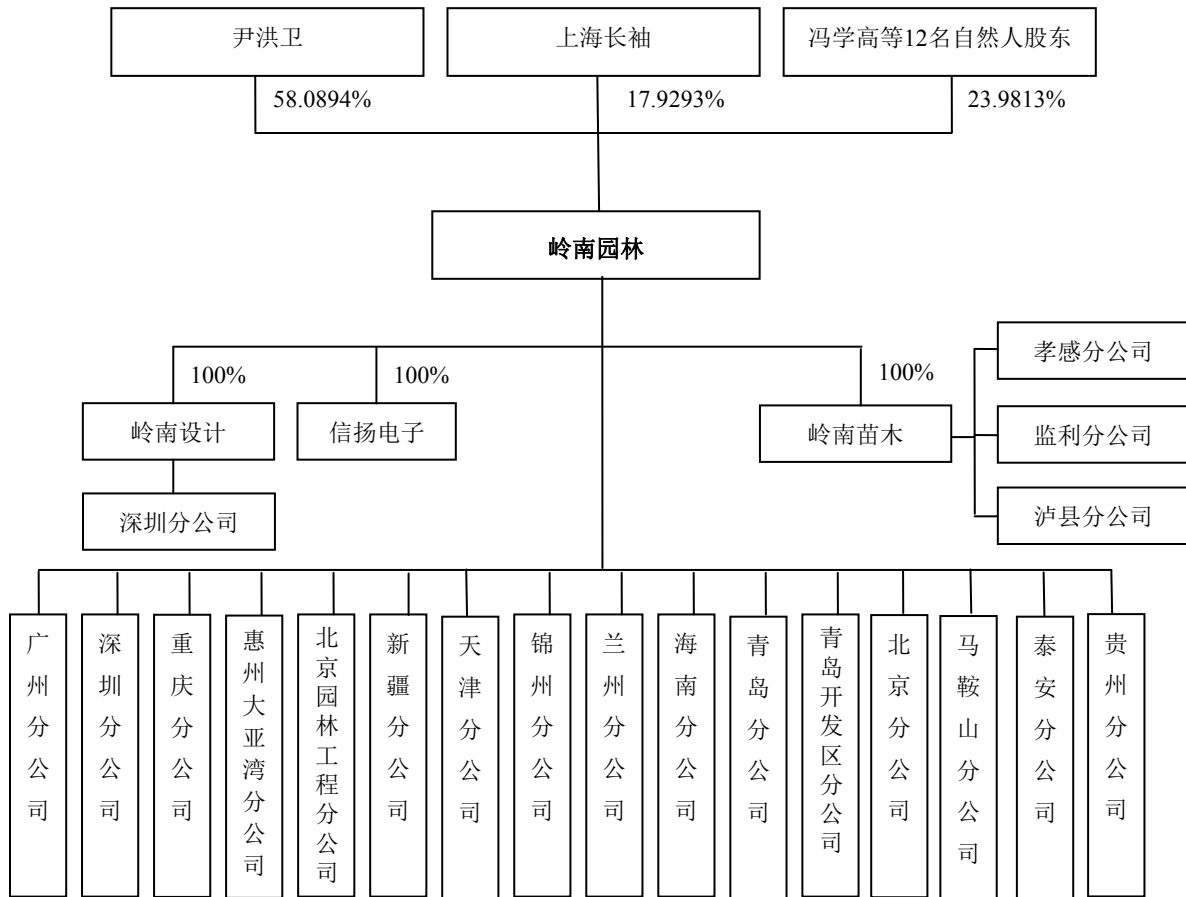 尹洪卫
上海长袖
冯学高等12名自然人股东
58.0894%
17.9293%
23.9813%
岭南园林
100%
100%
100%
岭南设计
信扬电子
岭南苗木
孝感分公司
监利分公司
泸县分公司
深圳分公司
广州分公司
深圳分公司
重庆分公司
惠州大亚湾分公司
北京园林工程分公司
新疆分公司
天津分公司
锦州分公司
兰州分公司
海南分公司
青岛分公司
青岛开发区分公司
北京分公司
马鞍山分公司
泰安分公司
贵州分公司